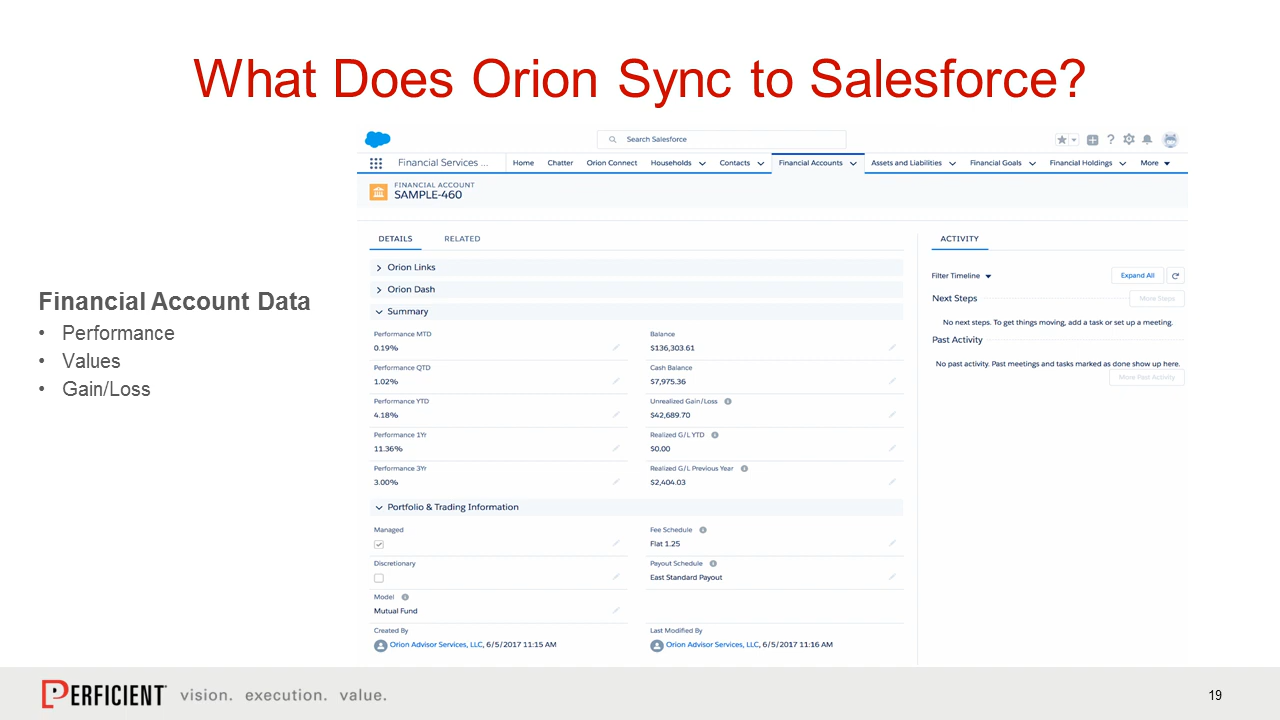 What Does Orion Sync to Salesforce?
Search Salesforce
Financial Services ...
Home
Chatter
Orion Connect
Households
Contacts
Financial Accounts
Assets and Liabilities
Financial Goals
Financial Holdings
More
FINANCIAL ACCOUNT
SAMPLE-460
DETAILS
RELATED
Orion Links
Orion Dash
Summary
Performance MTD
0.19%
Balance
$136,303.61
Performance QTD
1.02%
Cash Balance
$7,975.36
Performance YTD
4.18%
Unrealized Gain/Loss
$42,689.70
Performance 1Yr
11.36%
Realized G/L YTD
$0.00
Performance 3Yr
3.00%
Realized G/L Previous Year
$2,404.03
Portfolio & Trading Information
Managed
Fee Schedule
Flat 1.25
Discretionary
Payout Schedule
East Standard Payout
Model
Mutual Fund
Created By
Orion Advisor Services, LLC, 6/5/2017 11:15 AM
Last Modified By
Orion Advisor Services, LLC, 6/5/2017 11:16 AM
ACTIVITY
Filter Timeline
Expand All
Next Steps
More Steps
No next steps. To get things moving, add a task or set up a meeting.
Past Activity
No past activity. Past meetings and tasks marked as done show up here.
More Past Activity
Financial Account Data
• Performance
• Values
• Gain/Loss
PERFICIENT
vision. execution. value.
19